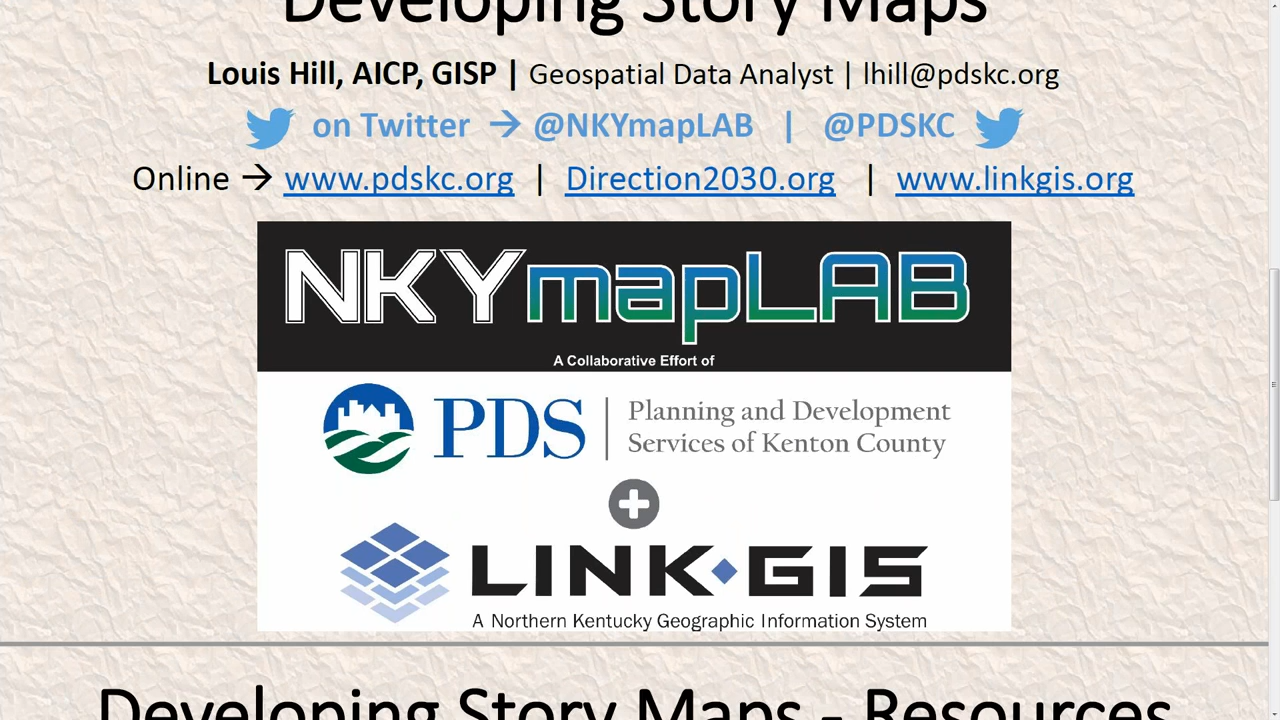 Developing Story Maps
Louis Hill, AICP, GISP | Geospatial Data Analyst | lhill@pdskc.org
on Twitter → @NKYmapLAB | @PDSKC
Online → www.pdskc.org | Direction2030.org | www.linkgis.org
NKYmapLAB
A Collaborative Effort of
PDS | Planning and Development
Services of Kenton County
LINK◆GIS
A Northern Kentucky Geographic Information System
Developing Story Maps - Resources